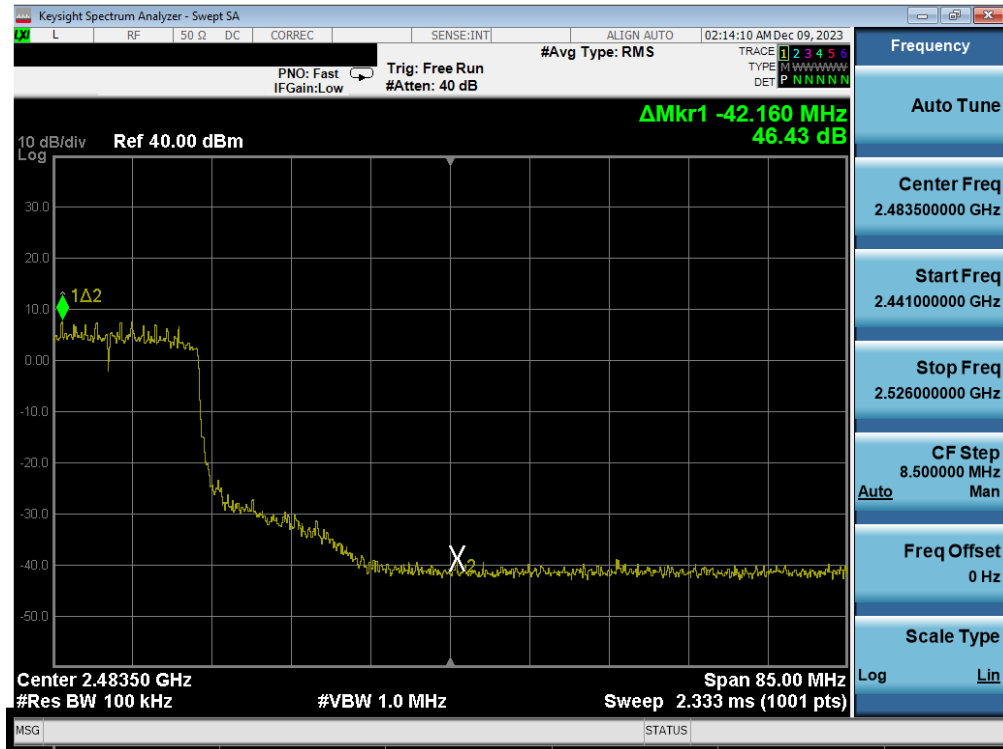 Keysight Spectrum Analyzer - Swept SA
LXI L RF 50 Ω DC CORREC SENSE:INT ALIGN AUTO 02:14:10 AM Dec 09, 2023
PNO: Fast
IFGain:Low
Trig: Free Run
#Atten: 40 dB
#Avg Type: RMS
TRACE 1 2 3 4 5 6
TYPE M WWWWW
DET P N N N N N
ΔMkr1 -42.160 MHz
46.43 dB
10 dB/div Ref 40.00 dBm
Log
30.0
20.0
10.0
0.00
-10.0
-20.0
-30.0
-40.0
-50.0
1Δ2
X2
Center 2.48350 GHz Span 85.00 MHz
#Res BW 100 kHz #VBW 1.0 MHz Sweep 2.333 ms (1001 pts)
MSG STATUS
Frequency
Auto Tune
Center Freq
2.483500000 GHz
Start Freq
2.441000000 GHz
Stop Freq
2.526000000 GHz
CF Step
8.500000 MHz
Auto Man
Freq Offset
0 Hz
Scale Type
Log Lin